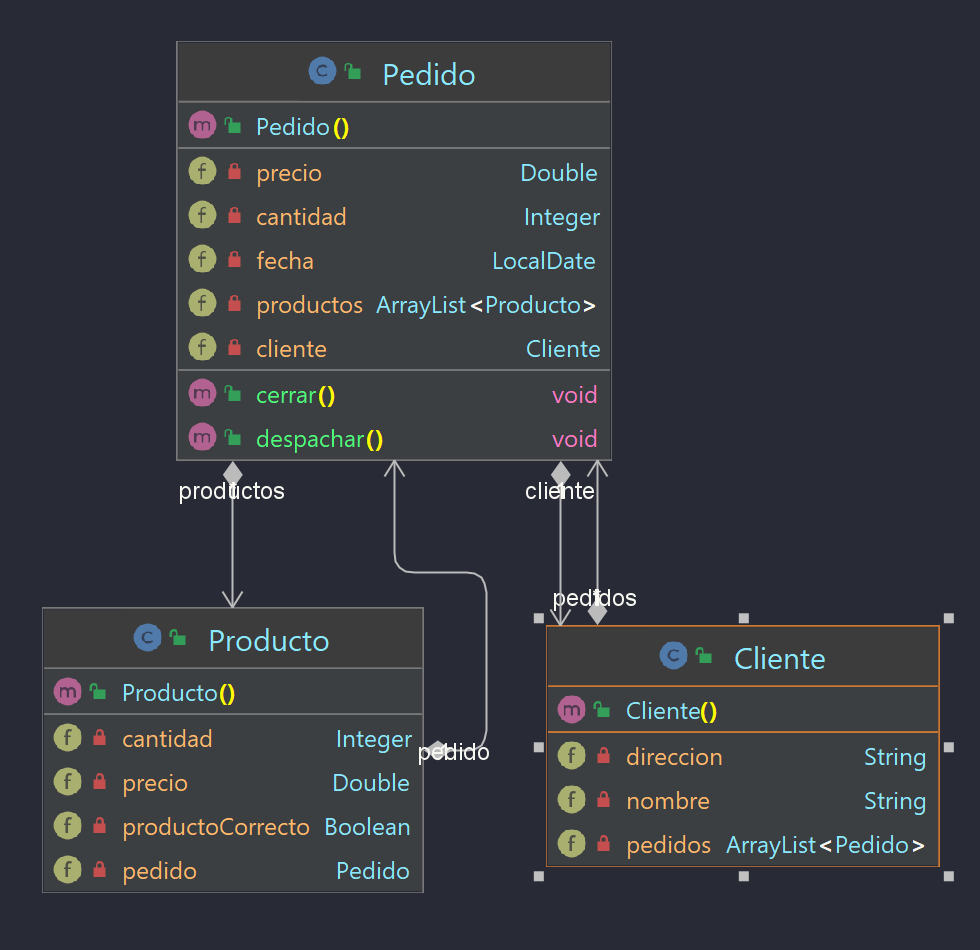 Pedido
Pedido()
precio Double
cantidad Integer
fecha LocalDate
productos ArrayList<Producto>
cliente Cliente
cerrar() void
despachar() void
productos
cliente
pedidos
Producto
Producto()
cantidad Integer
precio Double
productoCorrecto Boolean
pedido Pedido
pedido
Cliente
Cliente()
direccion String
nombre String
pedidos ArrayList<Pedido>